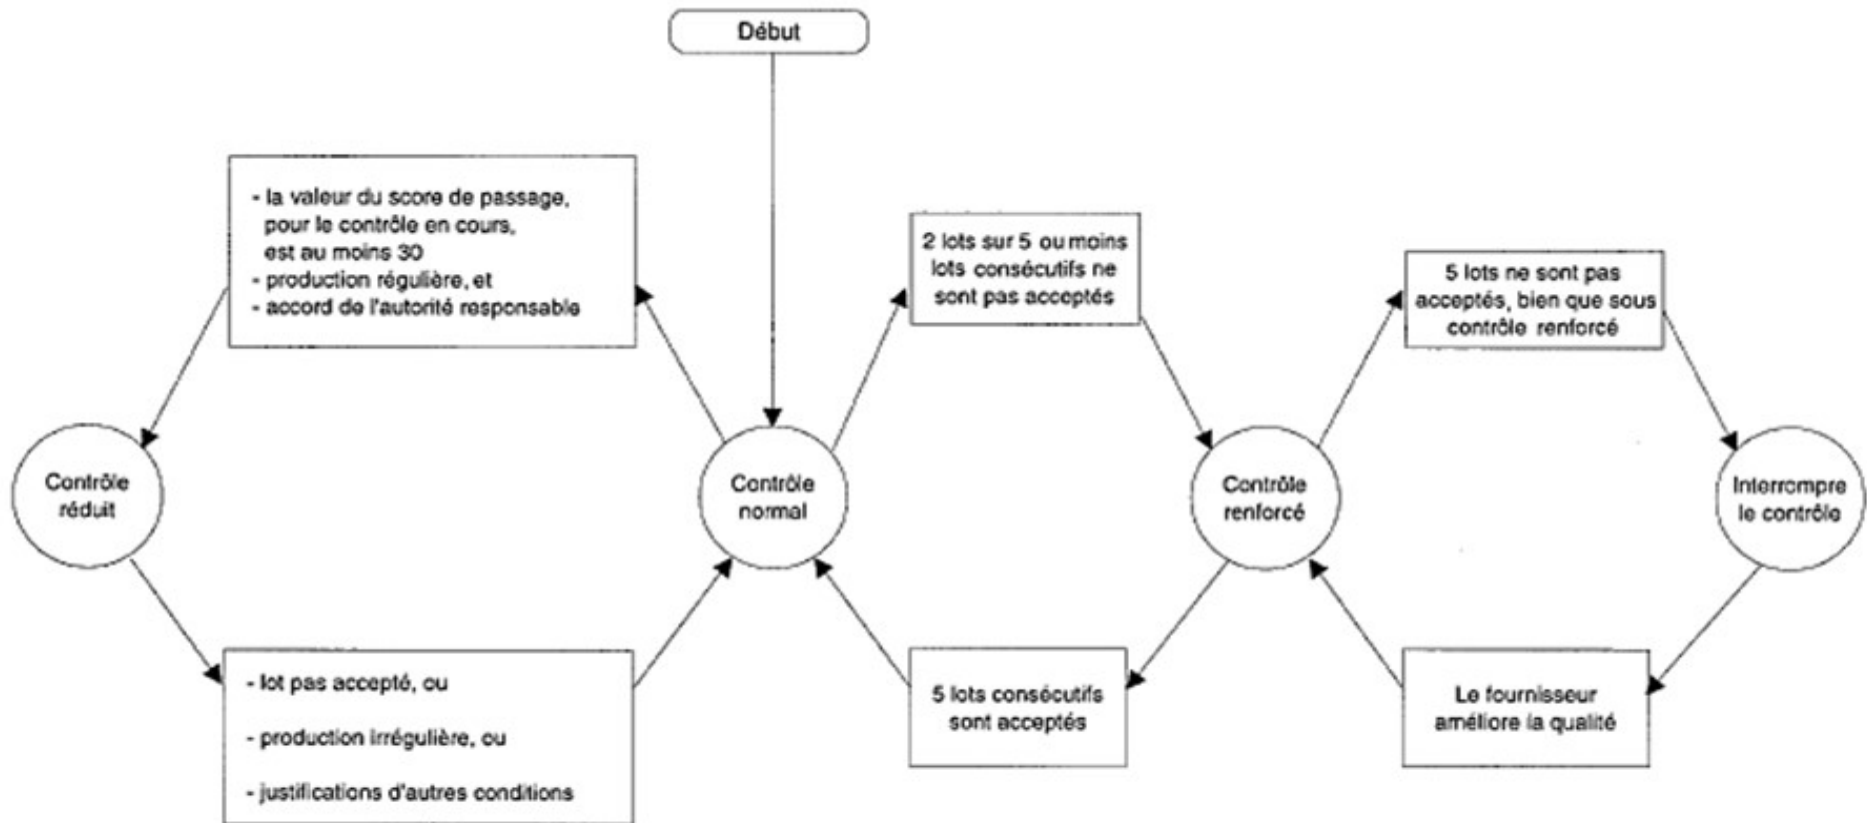 Début
- la valeur du score de passage,
pour le contrôle en cours,
est au moins 30
- production régulière, et
- accord de l'autorité responsable
2 lots sur 5 ou moins
lots consécutifs ne
sont pas acceptés
5 lots ne sont pas
acceptés, bien que sous
contrôle renforcé
Contrôle
réduit
Contrôle
normal
Contrôle
renforcé
Interrompre
le contrôle
- lot pas accepté, ou
- production irrégulière, ou
- justifications d'autres conditions
5 lots consécutifs
sont acceptés
Le fournisseur
améliore la qualité